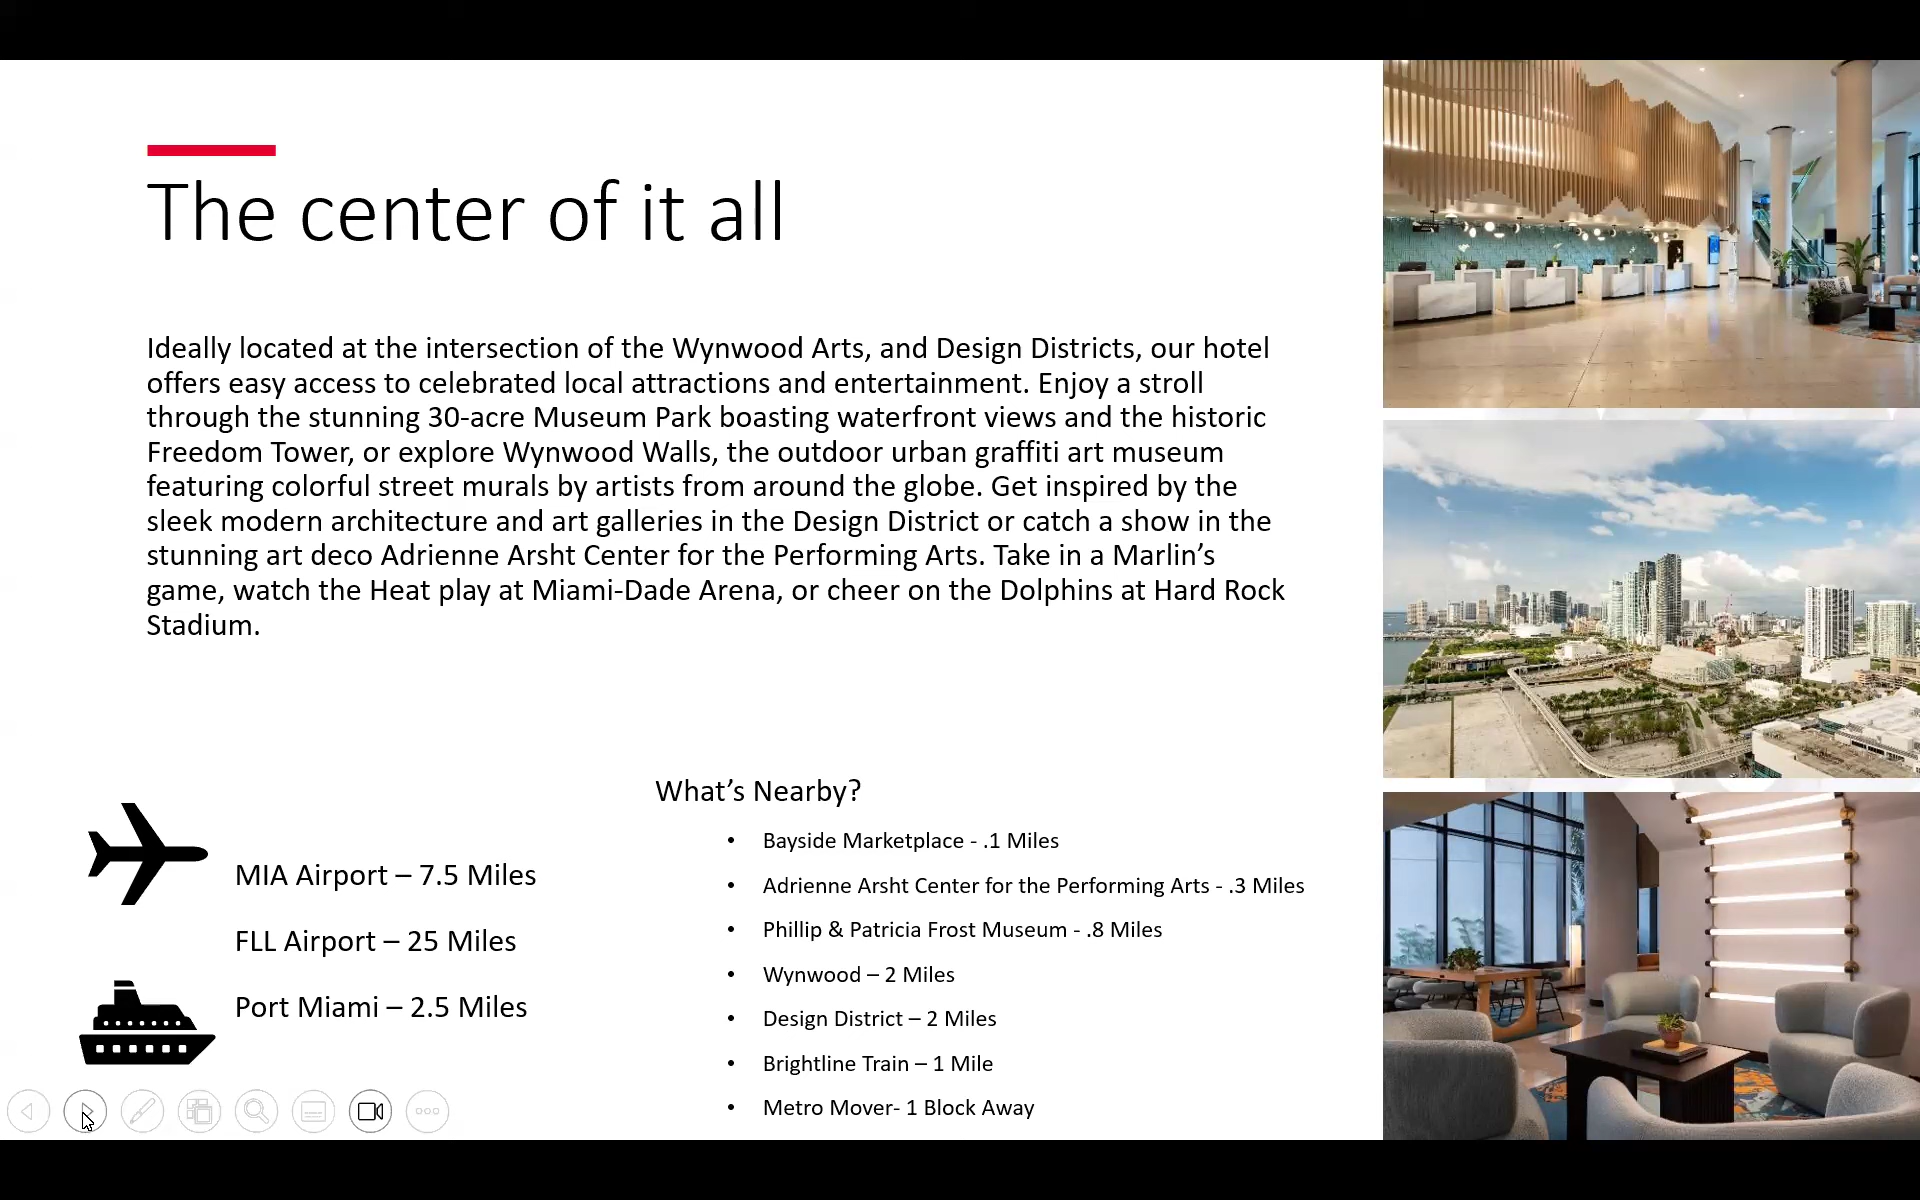 The center of it all
Ideally located at the intersection of the Wynwood Arts, and Design Districts, our hotel
offers easy access to celebrated local attractions and entertainment. Enjoy a stroll
through the stunning 30-acre Museum Park boasting waterfront views and the historic
Freedom Tower, or explore Wynwood Walls, the outdoor urban graffiti art museum
featuring colorful street murals by artists from around the globe. Get inspired by the
sleek modern architecture and art galleries in the Design District or catch a show in the
stunning art deco Adrienne Arsht Center for the Performing Arts. Take in a Marlin’s
game, watch the Heat play at Miami-Dade Arena, or cheer on the Dolphins at Hard Rock
Stadium.
MIA Airport – 7.5 Miles
FLL Airport – 25 Miles
Port Miami – 2.5 Miles
What’s Nearby?
• Bayside Marketplace - .1 Miles
• Adrienne Arsht Center for the Performing Arts - .3 Miles
• Phillip & Patricia Frost Museum - .8 Miles
• Wynwood – 2 Miles
• Design District – 2 Miles
• Brightline Train – 1 Mile
• Metro Mover- 1 Block Away